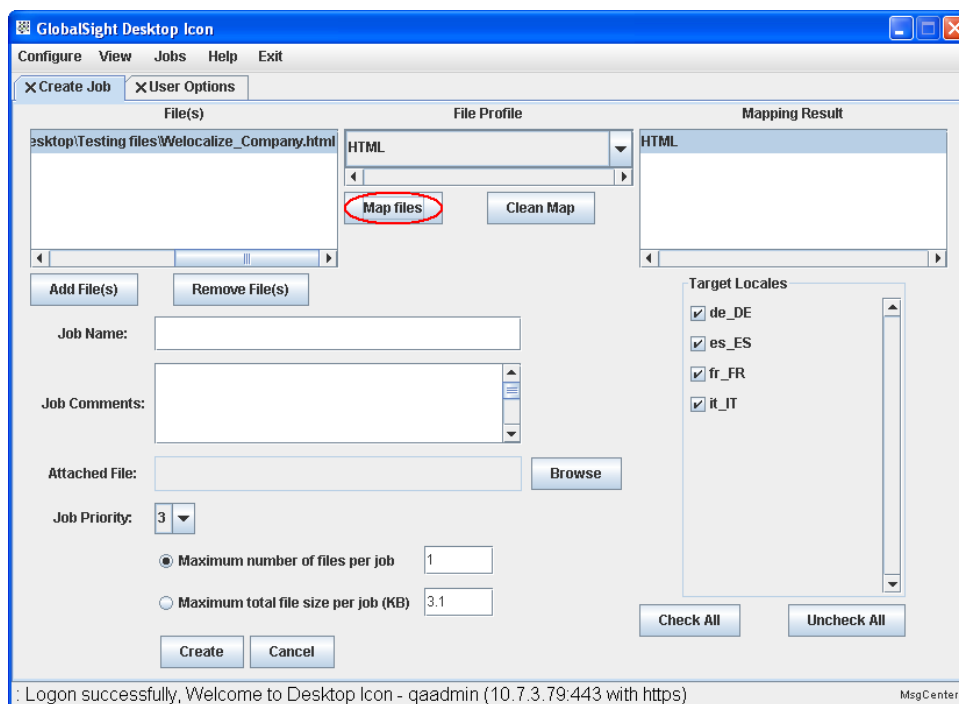 GlobalSight Desktop Icon
Configure View Jobs Help Exit
Create Job User Options
File(s) File Profile Mapping Result
esktop\Testing files\Welocalize_Company.html HTML HTML
Map files Clean Map
Add File(s) Remove File(s)
Target Locales
de_DE
Job Name:
es_ES
fr_FR
Job Comments:
it_IT
Attached File: Browse
Job Priority: 3
Maximum number of files per job 1
Maximum total file size per job (KB) 3.1
Check All Uncheck All
Create Cancel
: Logon successfully, Welcome to Desktop Icon - qaadmin (10.7.3.79:443 with https) MsgCenter